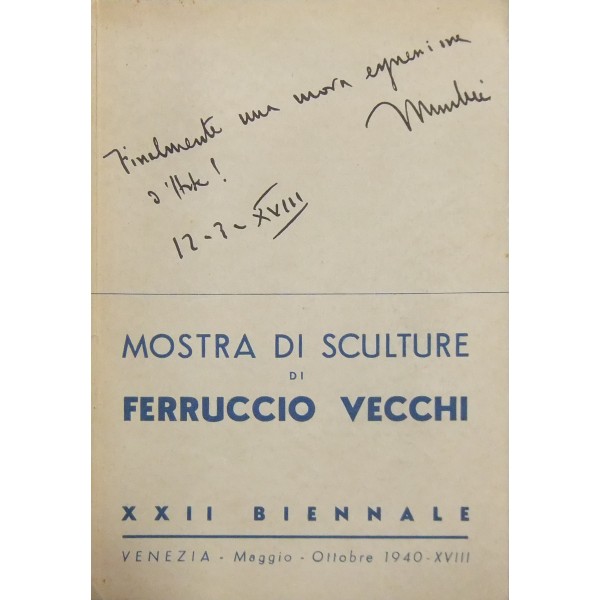 Finalmente una nova espressione
d'Arte!
12-3-XVIII
MOSTRA DI SCULTURE
DI
FERRUCCIO VECCHI
XXII BIENNALE
VENEZIA - Maggio - Ottobre 1940-XVIII